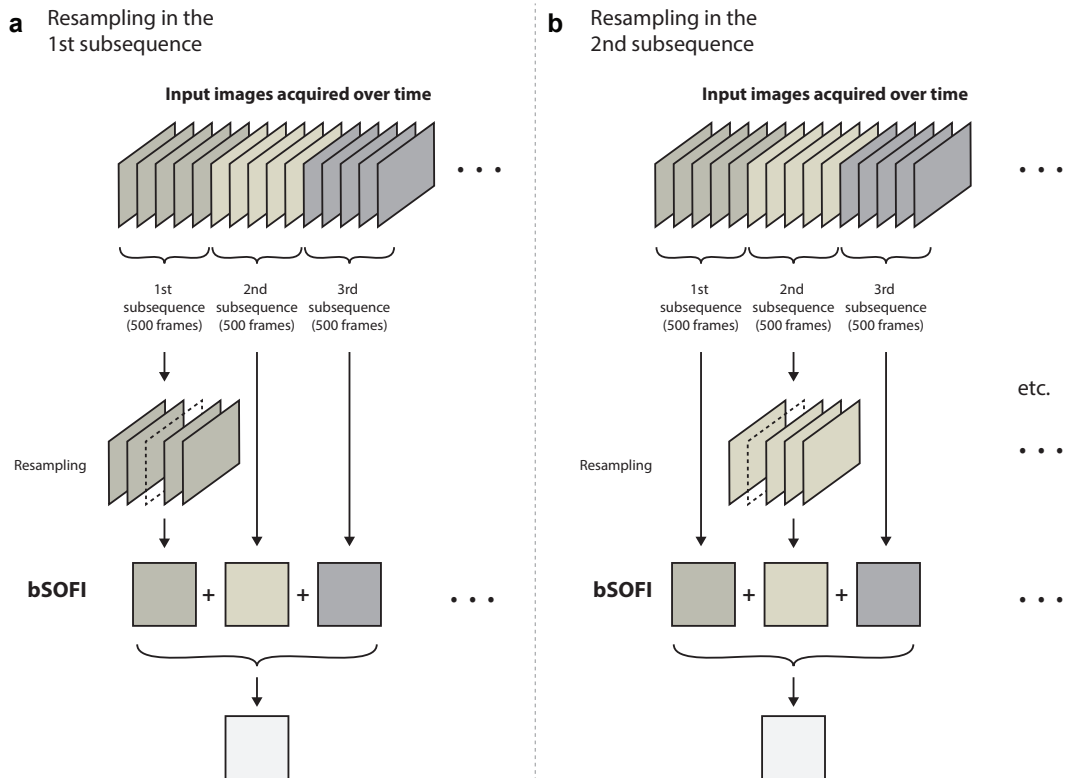 a Resampling in the
1st subsequence
Input images acquired over time
. . .
1st
subsequence
(500 frames)
2nd
subsequence
(500 frames)
3rd
subsequence
(500 frames)
Resampling
bSOFI + + . . .
b Resampling in the
2nd subsequence
Input images acquired over time
. . .
1st
subsequence
(500 frames)
2nd
subsequence
(500 frames)
3rd
subsequence
(500 frames)
etc.
. . .
Resampling
bSOFI + + . . .